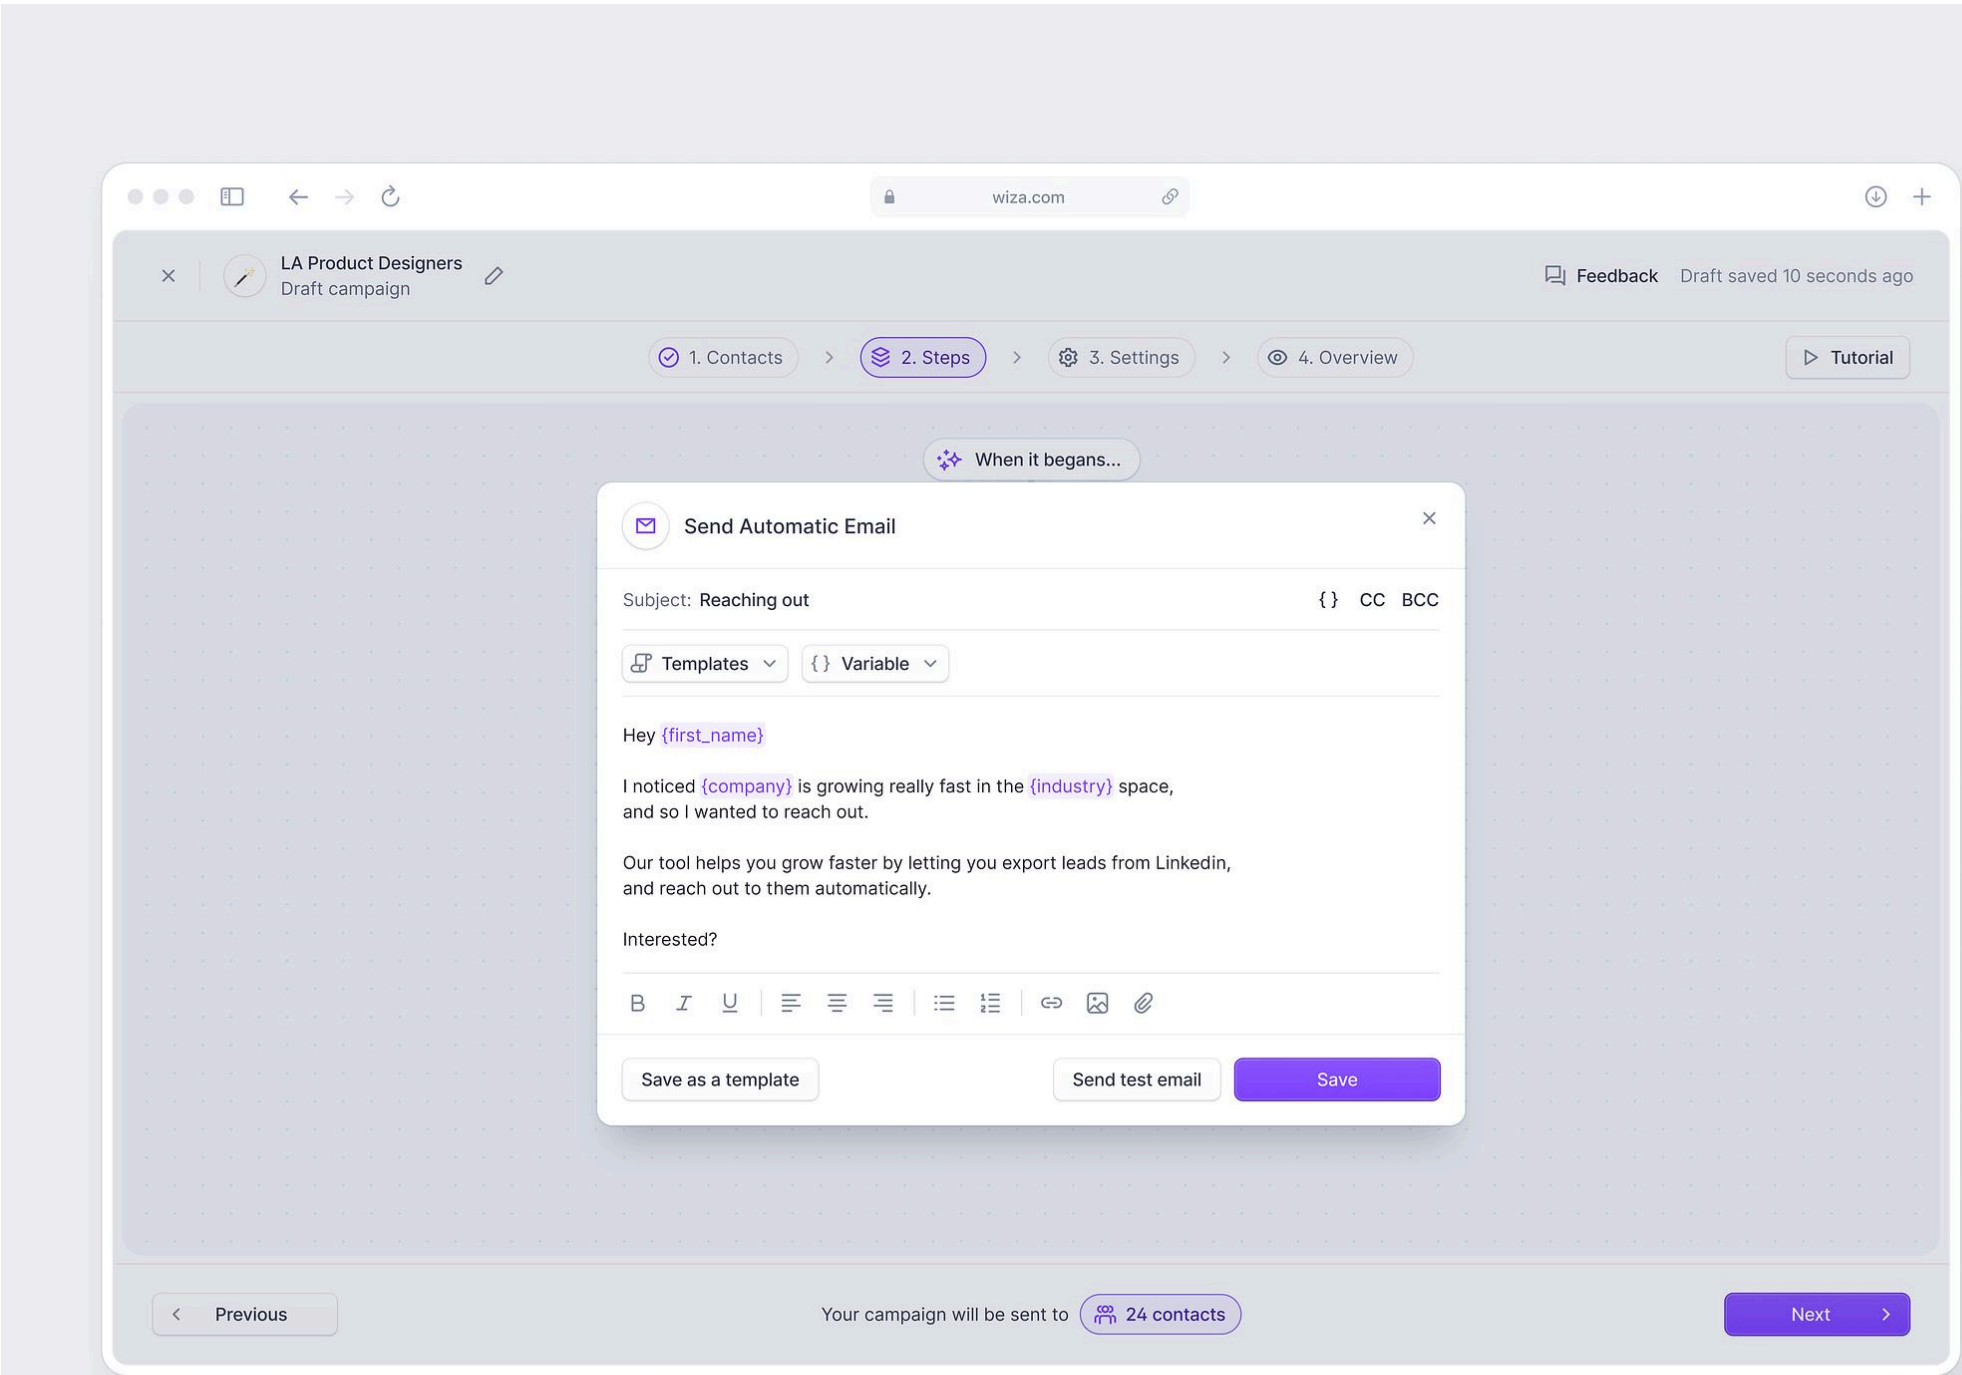 wiza.com
LA Product Designers
Draft campaign
Feedback
Draft saved 10 seconds ago
1. Contacts
2. Steps
3. Settings
4. Overview
Tutorial
When it begans...
Send Automatic Email
Subject: Reaching out
{ } CC BCC
Templates
{ } Variable
Hey {first_name}
I noticed {company} is growing really fast in the {industry} space,
and so I wanted to reach out.
Our tool helps you grow faster by letting you export leads from Linkedin,
and reach out to them automatically.
Interested?
B I U
Save as a template
Send test email
Save
Previous
Your campaign will be sent to
24 contacts
Next